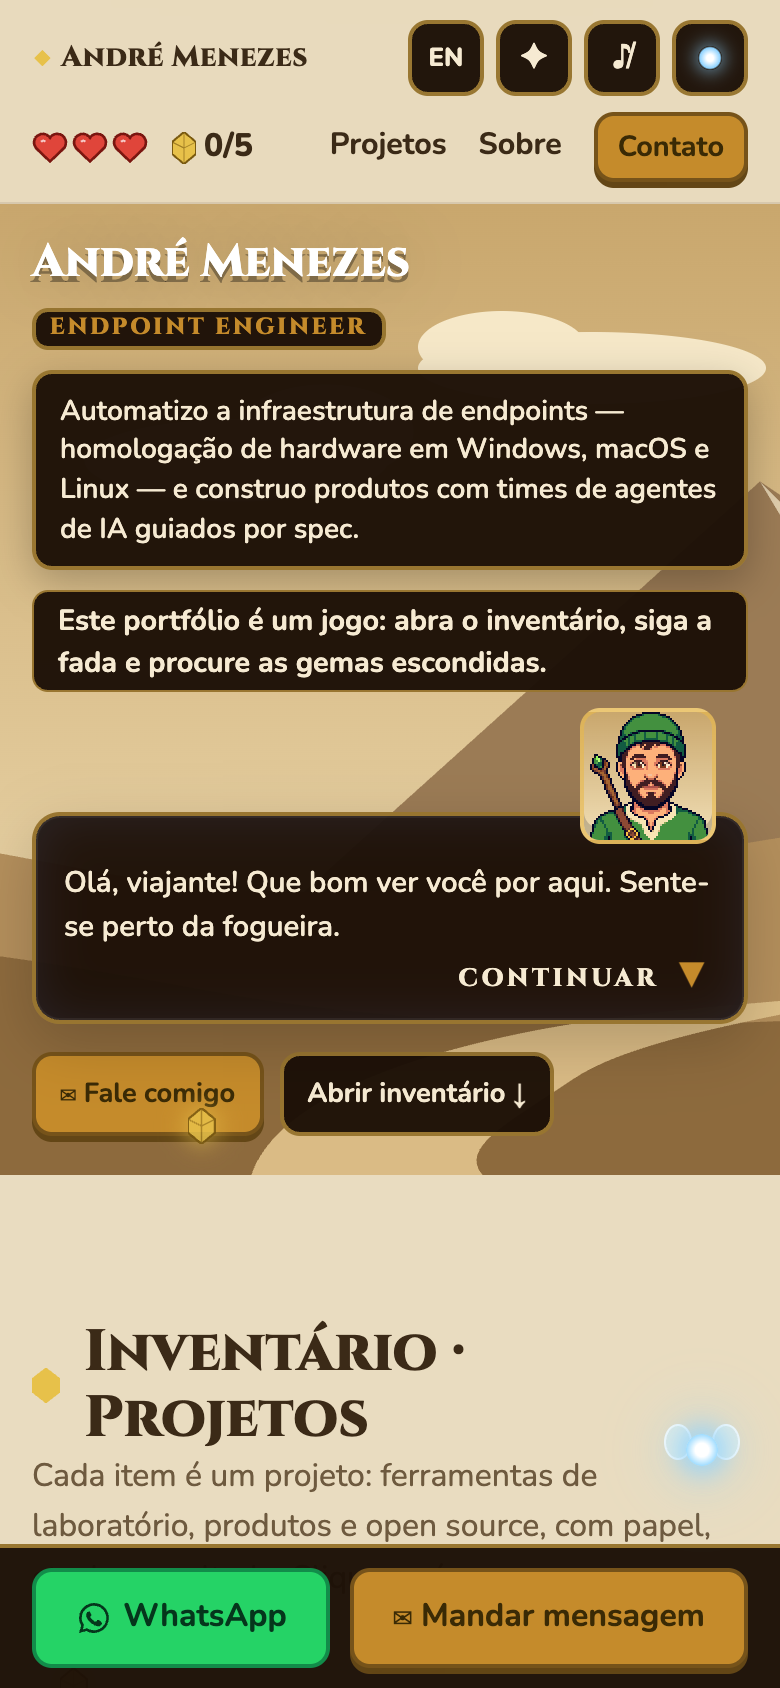 André Menezes
EN
0/5
Projetos
Sobre
Contato
André Menezes
ENDPOINT ENGINEER
Automatizo a infraestrutura de endpoints —
homologação de hardware em Windows, macOS e
Linux — e construo produtos com times de agentes
de IA guiados por spec.
Este portfólio é um jogo: abra o inventário, siga a
fada e procure as gemas escondidas.
Olá, viajante! Que bom ver você por aqui. Sente-
se perto da fogueira.
CONTINUAR ▼
✉ Fale comigo
Abrir inventário ↓
Inventário ·
Projetos
Cada item é um projeto: ferramentas de
laboratório, produtos e open source, com papel,
WhatsApp
✉ Mandar mensagem